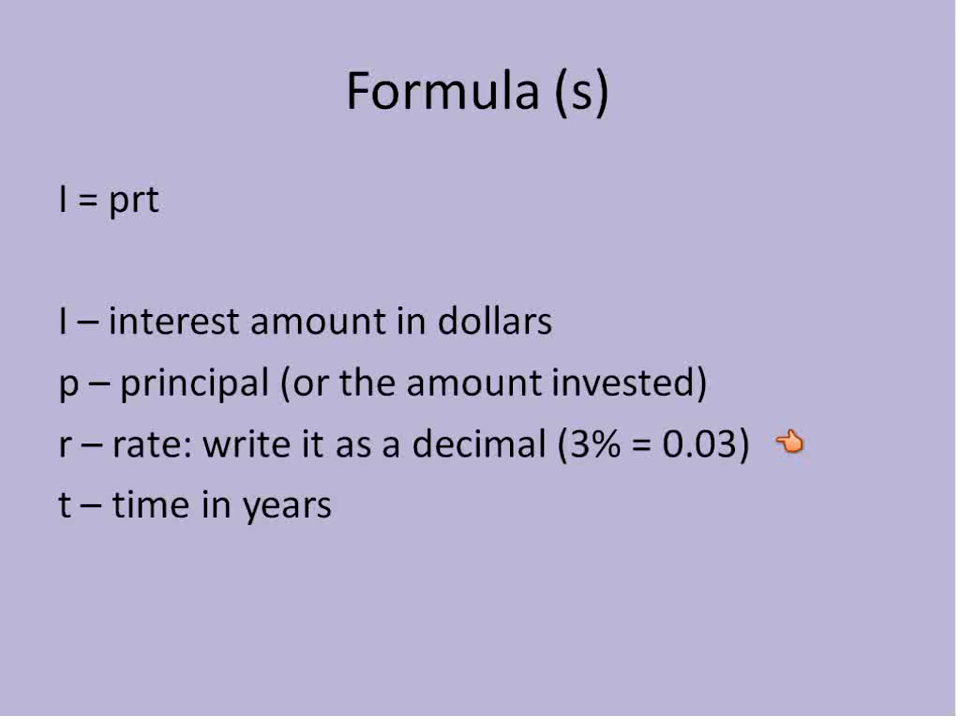 Formula (s)
I = prt
I – interest amount in dollars
p – principal (or the amount invested)
r – rate: write it as a decimal (3% = 0.03)
t – time in years